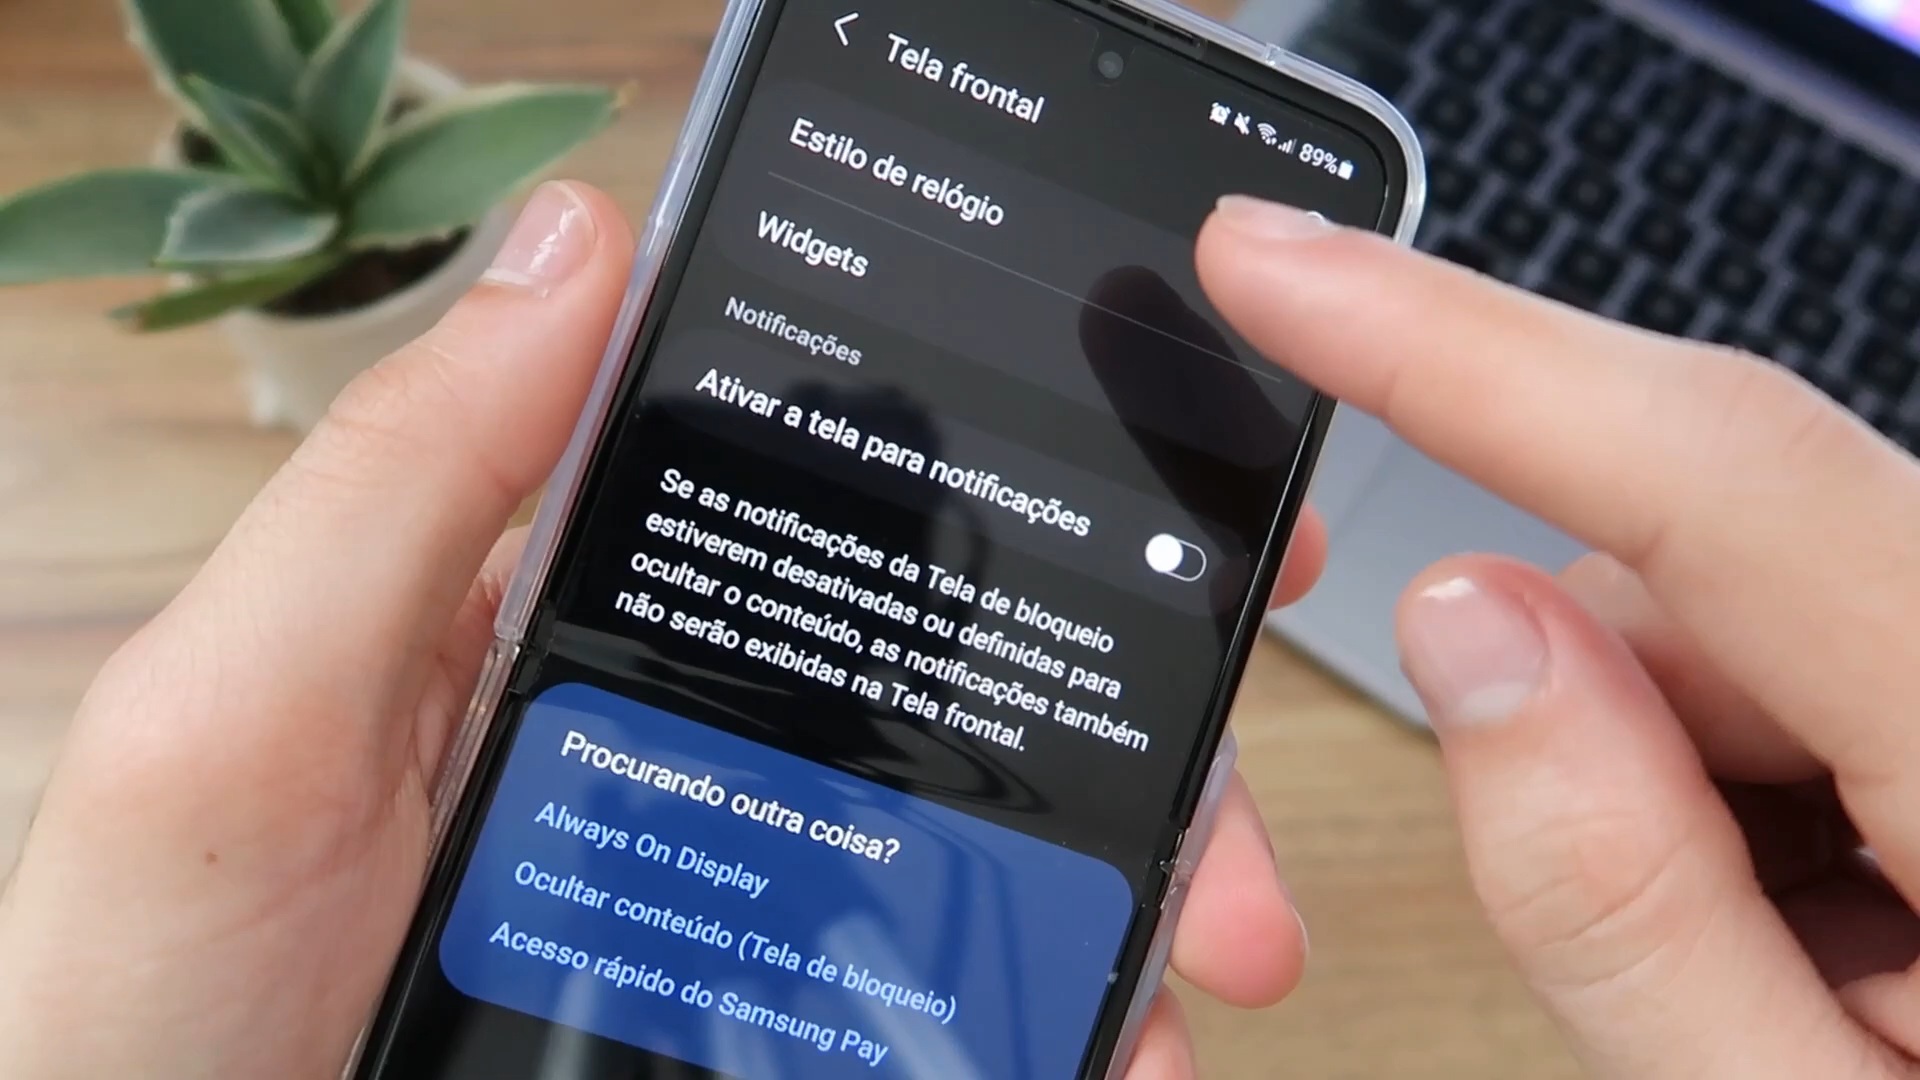 Tela frontal
89%
Estilo de relógio
Widgets
Notificações
Ativar a tela para notificações
Se as notificações da Tela de bloqueio
estiverem desativadas ou definidas para
ocultar o conteúdo, as notificações também
não serão exibidas na Tela frontal.
Procurando outra coisa?
Always On Display
Ocultar conteúdo (Tela de bloqueio)
Acesso rápido do Samsung Pay